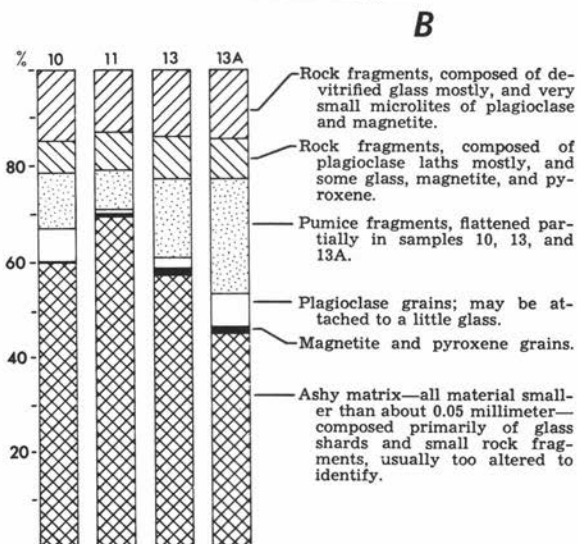 B
% 10 11 13 13A
Rock fragments, composed of de-
vitrified glass mostly, and very
small microlites of plagioclase
and magnetite.
80
Rock fragments, composed of
plagioclase laths mostly, and
some glass, magnetite, and py-
roxene.
Pumice fragments, flattened par-
tially in samples 10, 13, and
13A.
60
Plagioclase grains; may be at-
tached to a little glass.
Magnetite and pyroxene grains.
40
Ashy matrix—all material small-
er than about 0.05 millimeter—
composed primarily of glass
shards and small rock frag-
ments, usually too altered to
identify.
20